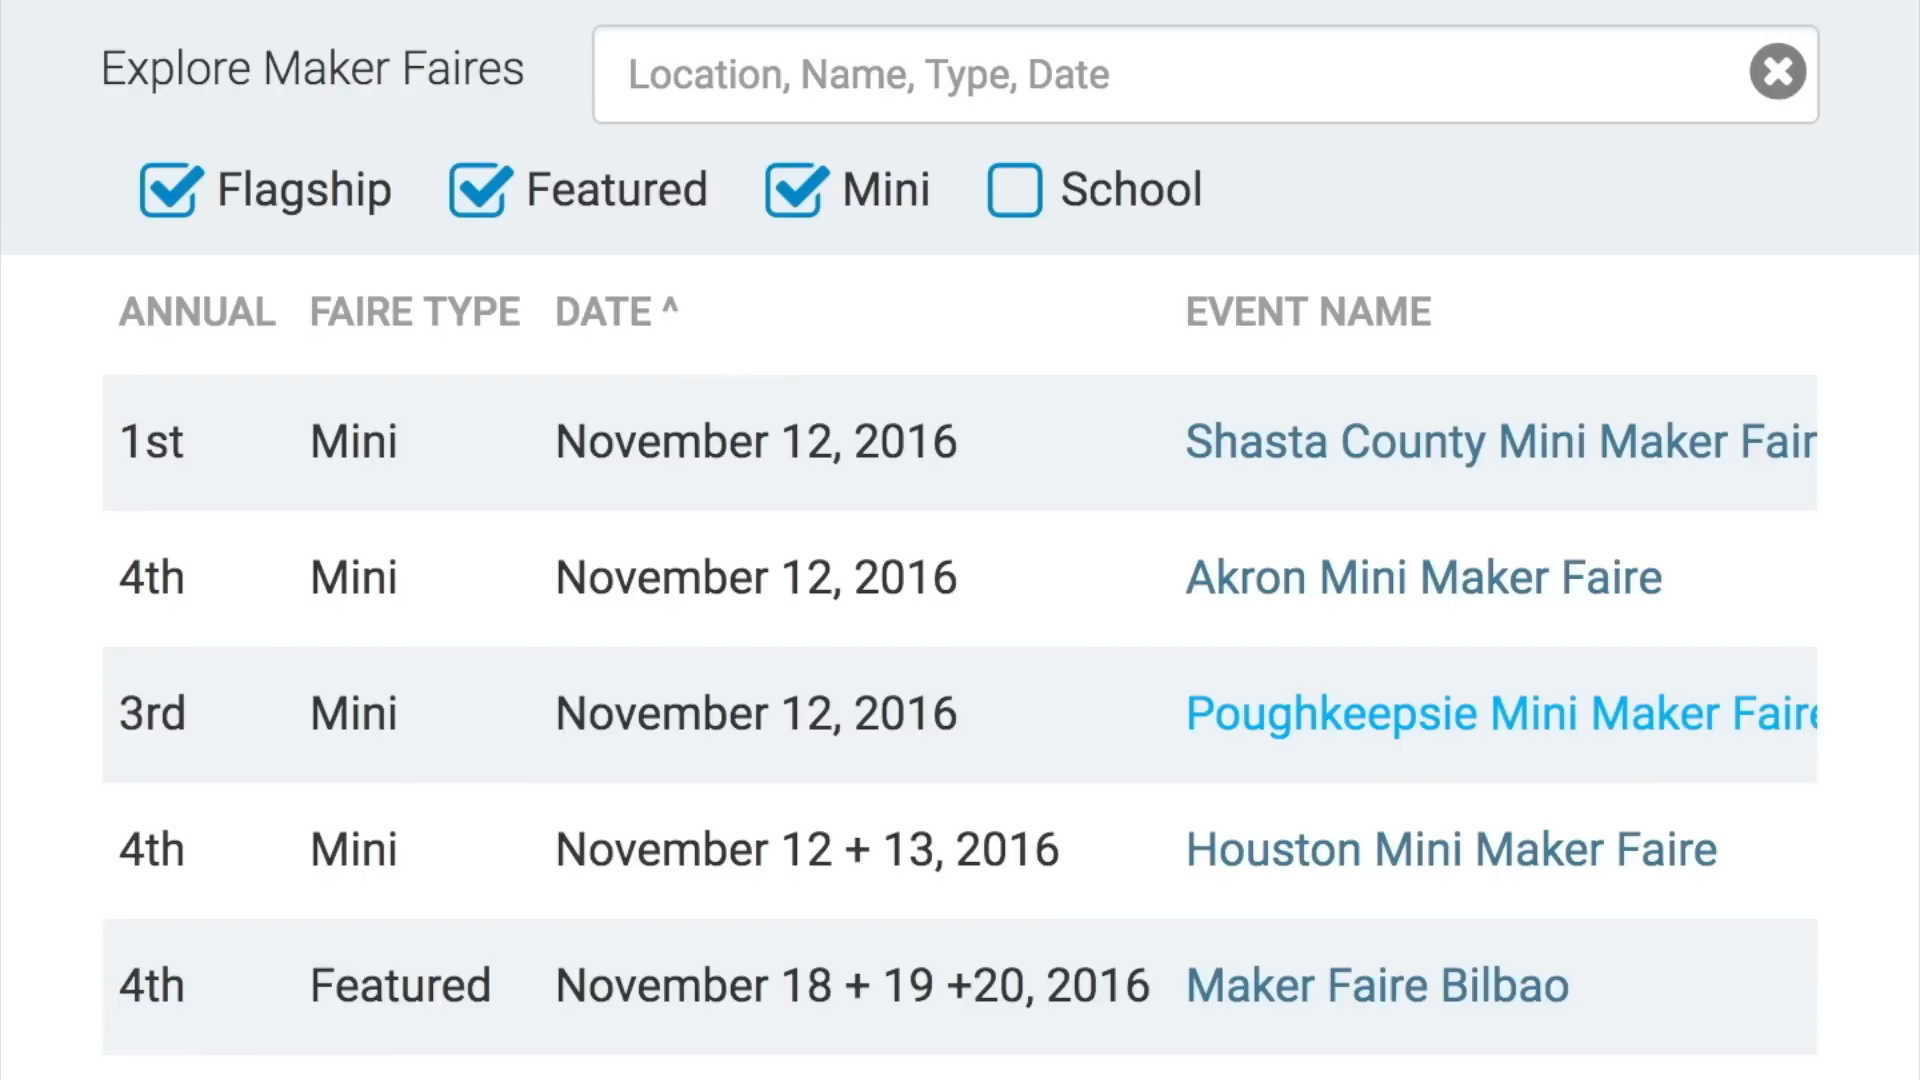 Explore Maker Faires
Location, Name, Type, Date
Flagship Featured Mini School
ANNUAL FAIRE TYPE DATE ^ EVENT NAME
1st Mini November 12, 2016 Shasta County Mini Maker Fair
4th Mini November 12, 2016 Akron Mini Maker Faire
3rd Mini November 12, 2016 Poughkeepsie Mini Maker Faire
4th Mini November 12 + 13, 2016 Houston Mini Maker Faire
4th Featured November 18 + 19 +20, 2016 Maker Faire Bilbao